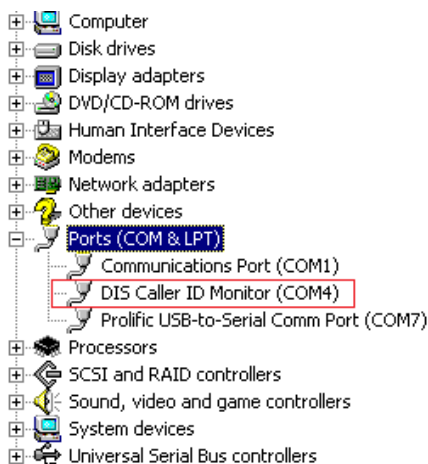 Computer
Disk drives
Display adapters
DVD/CD-ROM drives
Human Interface Devices
Modems
Network adapters
Other devices
Ports (COM & LPT)
Communications Port (COM1)
DIS Caller ID Monitor (COM4)
Prolific USB-to-Serial Comm Port (COM7)
Processors
SCSI and RAID controllers
Sound, video and game controllers
System devices
Universal Serial Bus controllers